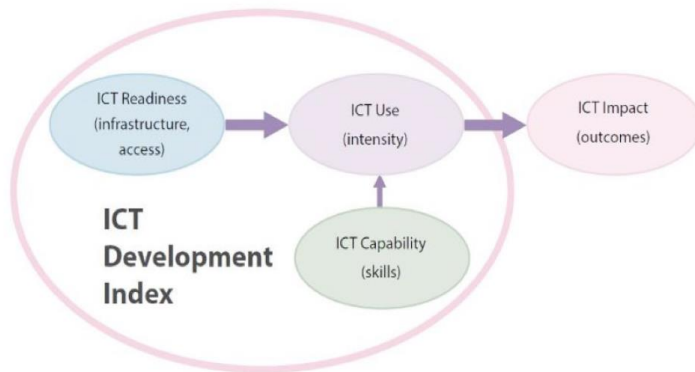 ICT Readiness
(infrastructure,
access)
ICT Use
(intensity)
ICT Impact
(outcomes)
ICT Capability
(skills)
ICT
Development
Index